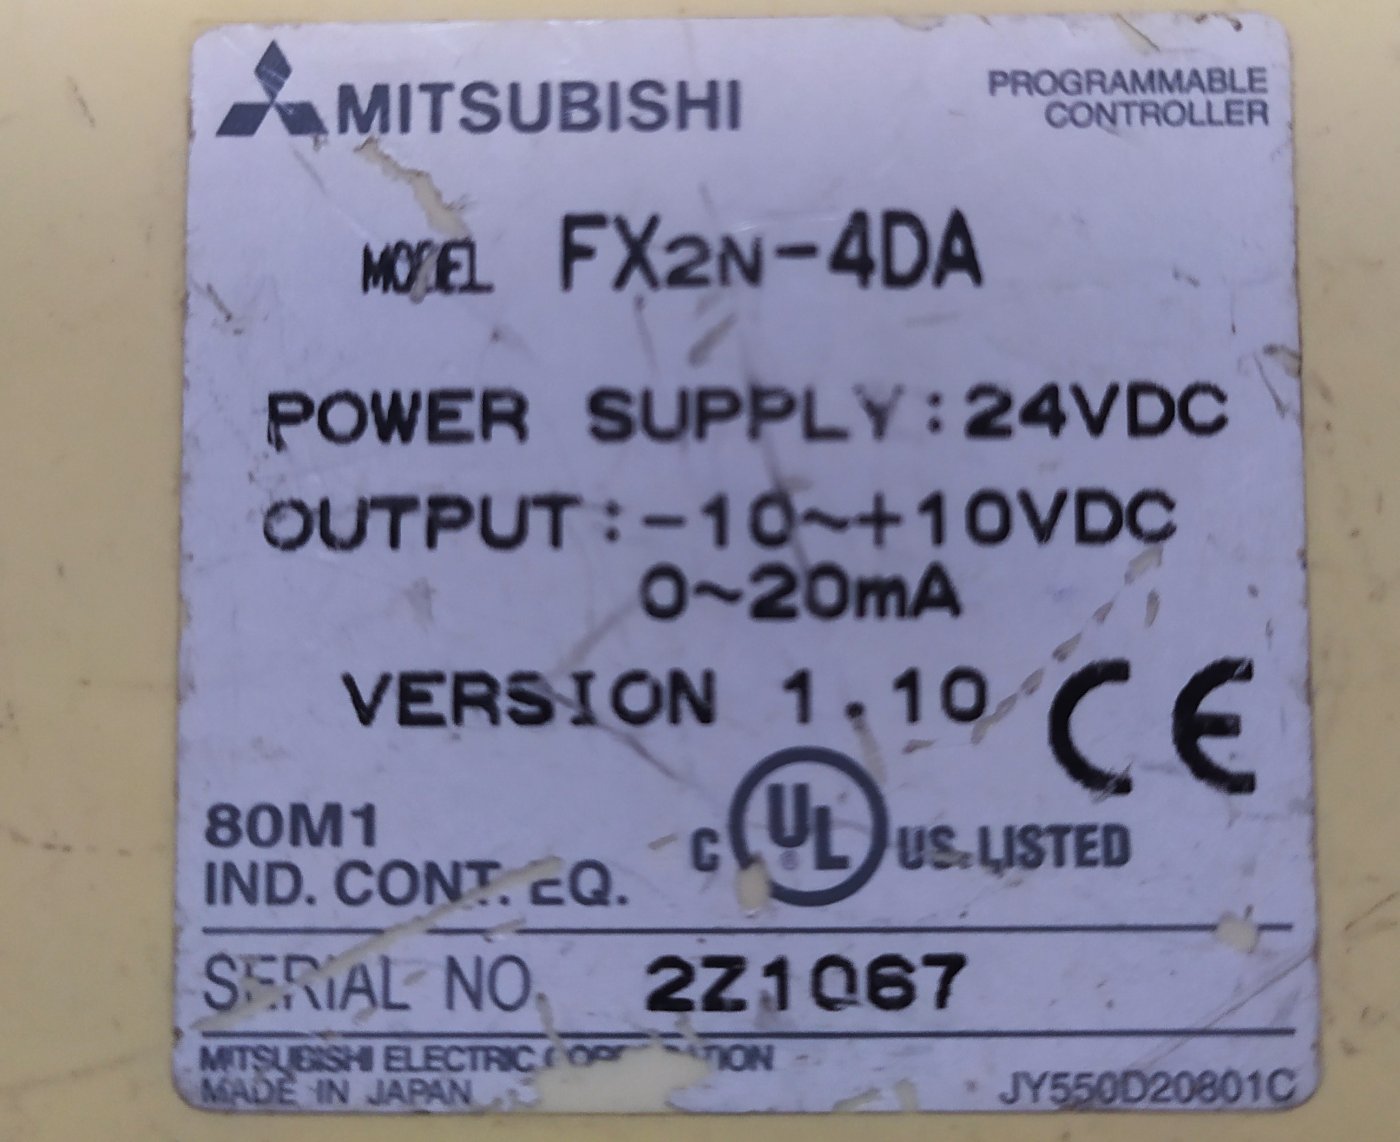 MITSUBISHI
PROGRAMMABLE
CONTROLLER
MODEL FX2N-4DA
POWER SUPPLY:24VDC
OUTPUT:-10~+10VDC
0~20mA
VERSION 1.10
CE
80M1
IND. CONT. EQ.
C UL US LISTED
SERIAL NO. 2Z1067
MITSUBISHI ELECTRIC CORPORATION
MADE IN JAPAN
JY550D20801C